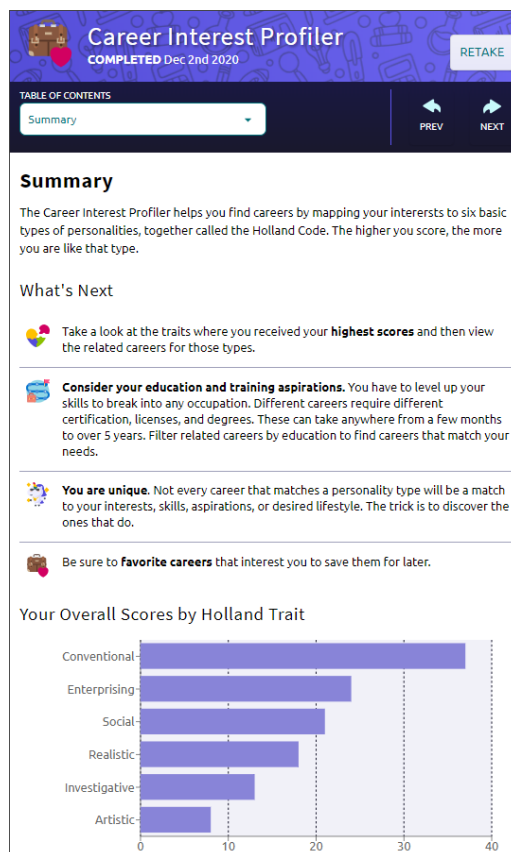 Career Interest Profiler
COMPLETED Dec 2nd 2020
RETAKE
TABLE OF CONTENTS
Summary
PREV
NEXT
Summary
The Career Interest Profiler helps you find careers by mapping your interersts to six basic
types of personalities, together called the Holland Code. The higher you score, the more
you are like that type.
What's Next
Take a look at the traits where you received your highest scores and then view
the related careers for those types.
Consider your education and training aspirations. You have to level up your
skills to break into any occupation. Different careers require different
certification, licenses, and degrees. These can take anywhere from a few months
to over 5 years. Filter related careers by education to find careers that match your
needs.
You are unique. Not every career that matches a personality type will be a match
to your interests, skills, aspirations, or desired lifestyle. The trick is to discover the
ones that do.
Be sure to favorite careers that interest you to save them for later.
Your Overall Scores by Holland Trait
Conventional
Enterprising
Social
Realistic
Investigative
Artistic
0 10 20 30 40